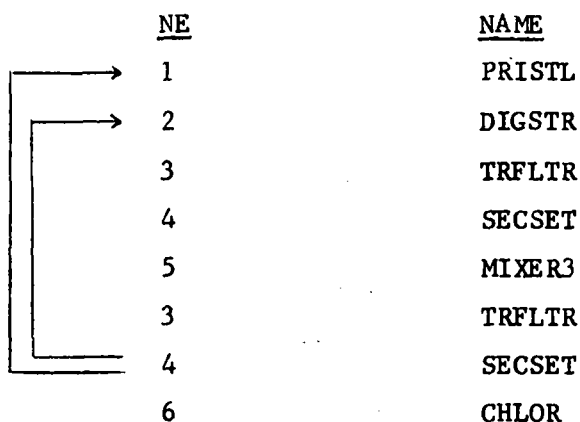 NE NAME
1 PRISTL
2 DIGSTR
3 TRFLTR
4 SECSET
5 MIXER3
3 TRFLTR
4 SECSET
6 CHLOR